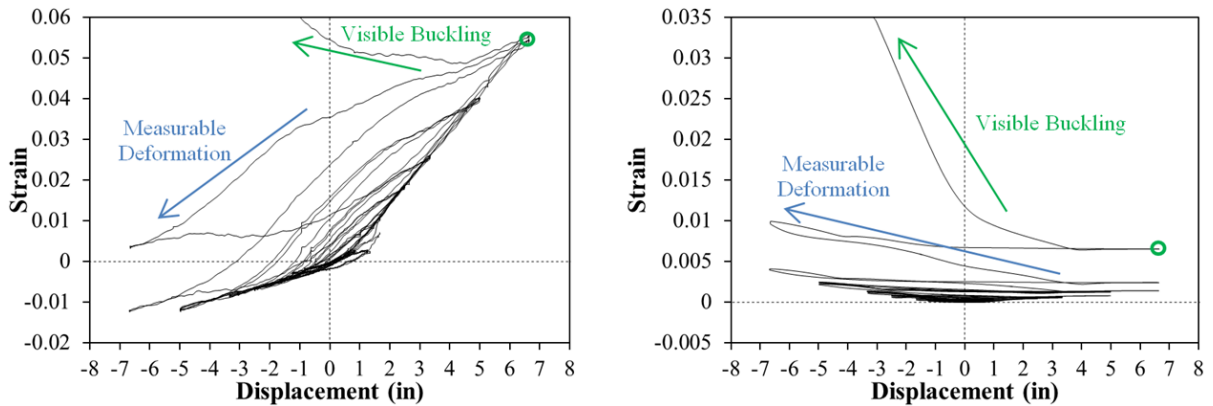 0.06
0.05
0.04
0.03
0.02
0.01
0
-0.01
-0.02
Strain
Visible Buckling
Measurable
Deformation
-8 -7 -6 -5 -4 -3 -2 -1 0 1 2 3 4 5 6 7 8
Displacement (in)
0.035
0.03
0.025
0.02
0.015
0.01
0.005
0
-0.005
Strain
Visible Buckling
Measurable
Deformation
-8 -7 -6 -5 -4 -3 -2 -1 0 1 2 3 4 5 6 7 8
Displacement (in)